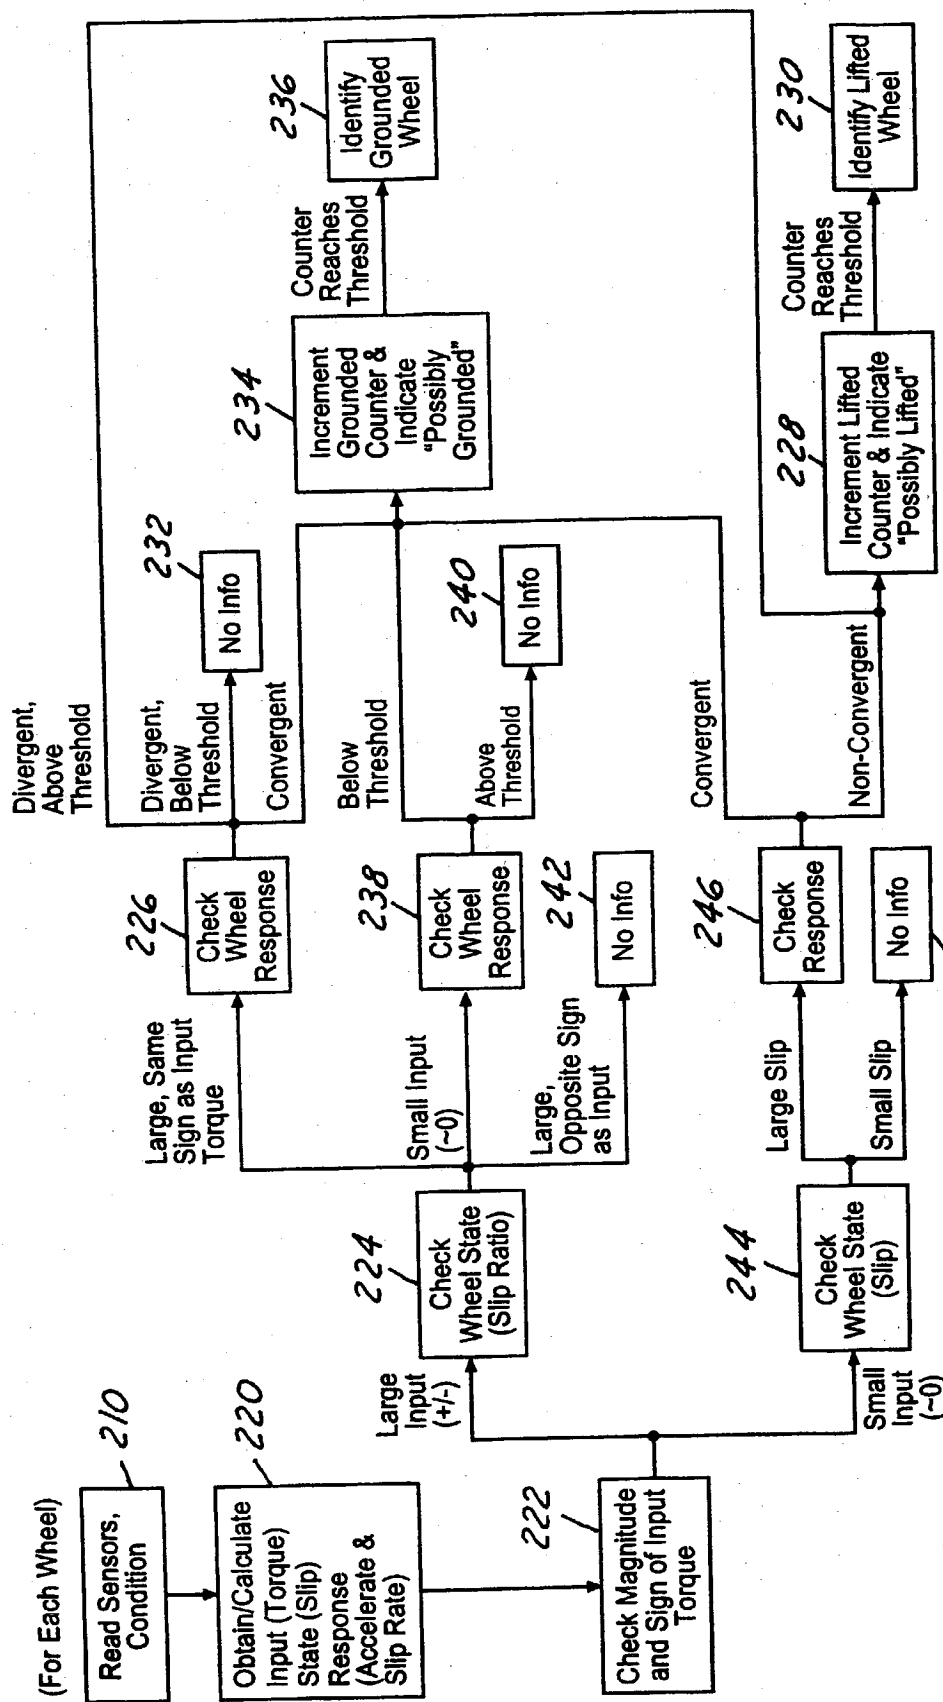 (For Each Wheel)
210
Read Sensors,
Condition
220
Obtain/Calculate
Input (Torque)
State (Slip)
Response
(Accelerate &
Slip Rate)
222
Check Magnitude
and Sign of Input
Torque
Large
Input
(+/-)
Small
Input
(~0)
224
Check
Wheel State
(Slip Ratio)
244
Check
Wheel State
(Slip)
Large, Same
Sign as Input
Torque
Small Input
(~0)
Large,
Opposite Sign
as Input
Large Slip
Small Slip
226
Check
Wheel
Response
238
Check
Wheel
Response
242
No Info
246
Check
Response
No Info
Divergent,
Above
Threshold
Divergent,
Below
Threshold
Convergent
Below
Threshold
Above
Threshold
Convergent
Non-Convergent
232
No Info
240
No Info
234
Increment
Grounded
Counter &
Indicate
"Possibly
Grounded"
228
Increment Lifted
Counter & Indicate
"Possibly Lifted"
Counter
Reaches
Threshold
Counter
Reaches
Threshold
236
Identify
Grounded
Wheel
230
Identify Lifted
Wheel